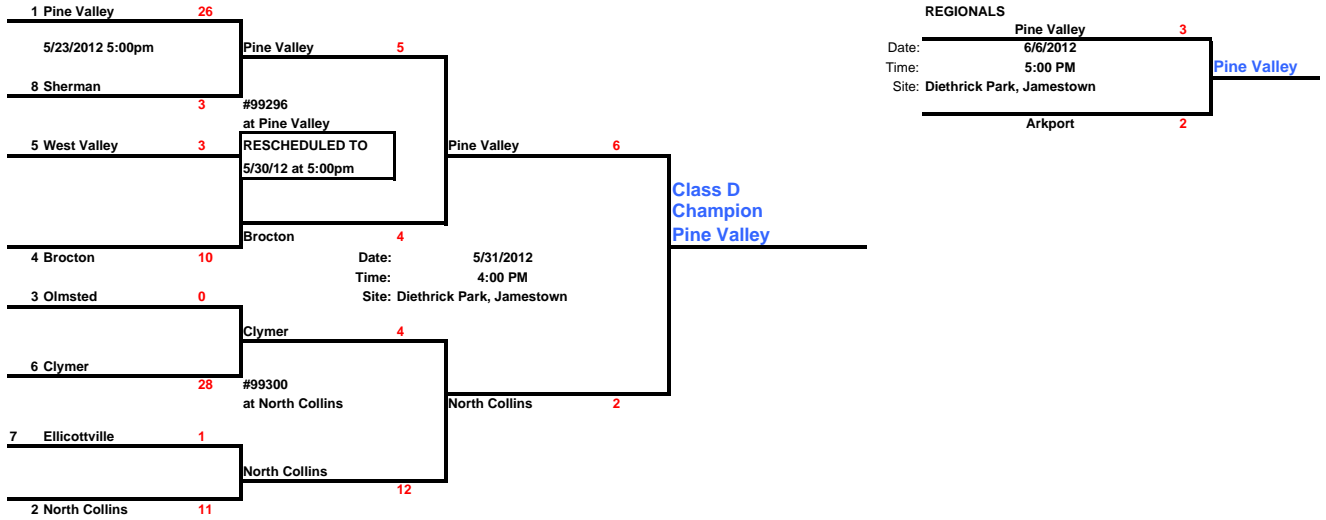 1 Pine Valley 26
5/23/2012 5:00pm
Pine Valley 5
8 Sherman
3 #99296
at Pine Valley
5 West Valley 3 RESCHEDULED TO
5/30/12 at 5:00pm
Pine Valley 6
Class D
Champion
Pine Valley
Brocton 4
4 Brocton 10
Date: 5/31/2012
Time: 4:00 PM
Site: Diethrick Park, Jamestown
3 Olmsted 0
Clymer 4
6 Clymer
28 #99300
at North Collins
North Collins 2
7 Ellicottville 1
North Collins
12
2 North Collins 11
REGIONALS
Pine Valley 3
Date: 6/6/2012
Time: 5:00 PM
Pine Valley
Site: Diethrick Park, Jamestown
Arkport 2